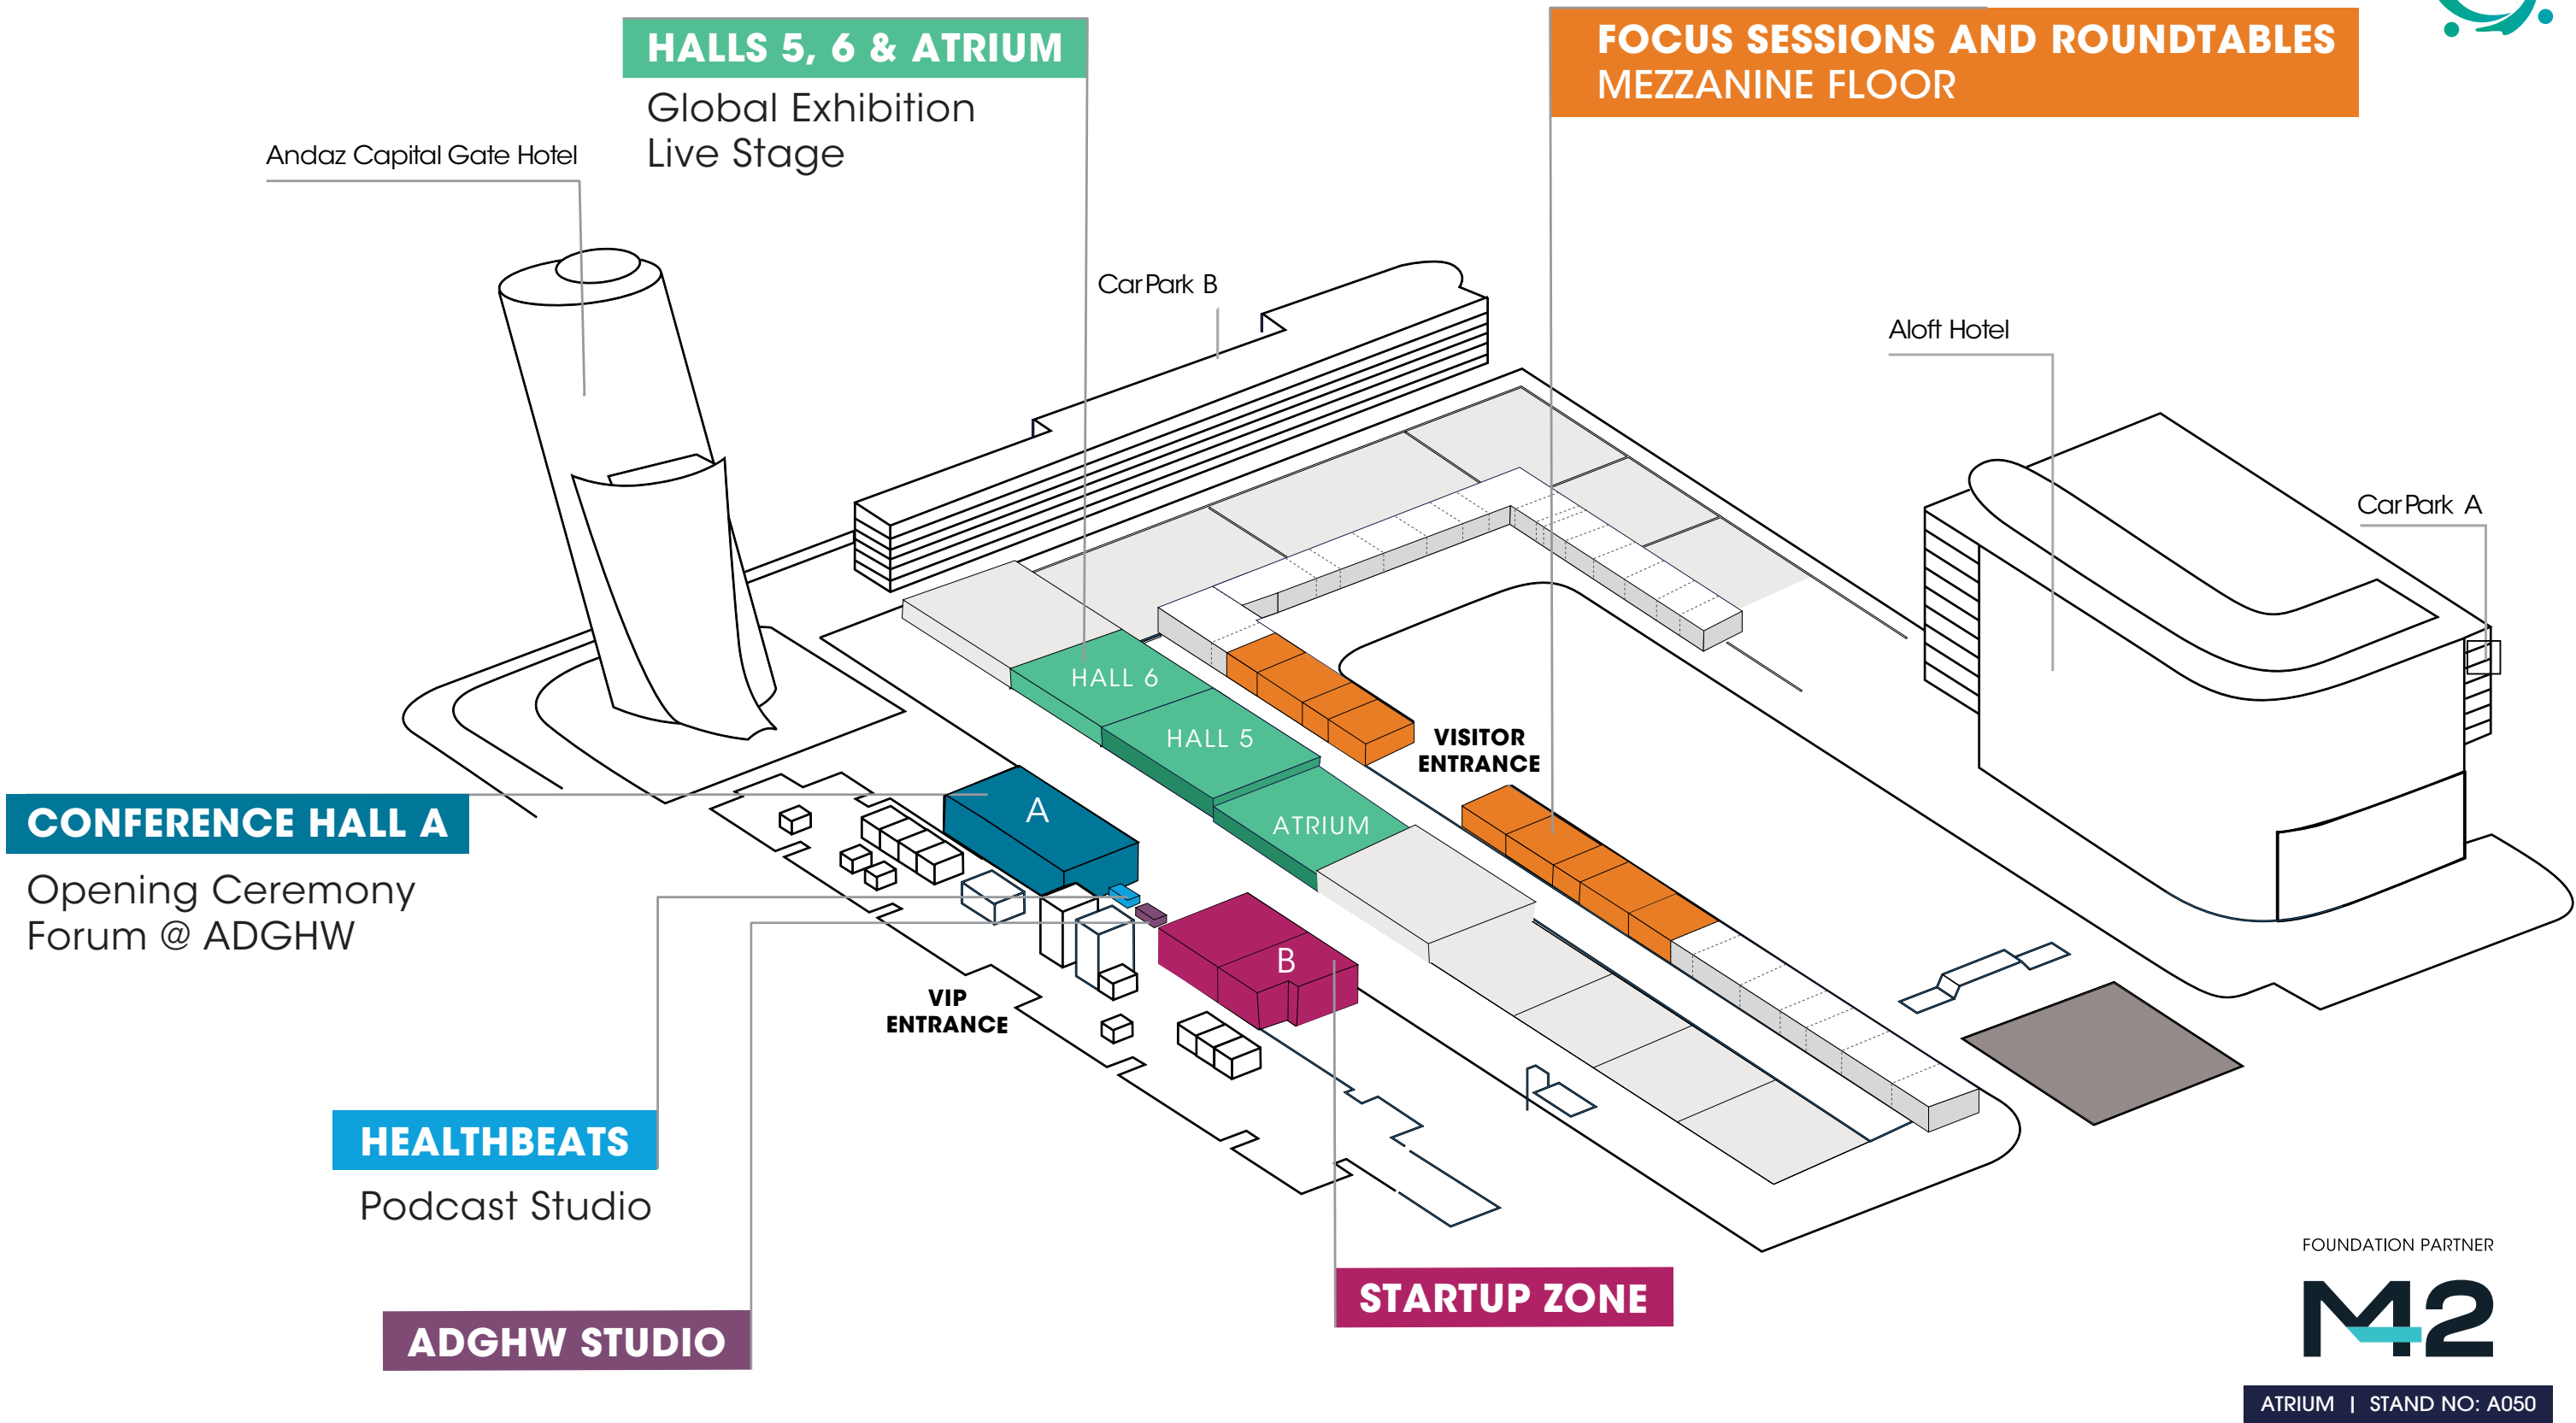 HALLS 5, 6 & ATRIUM
Global Exhibition
Live Stage
FOCUS SESSIONS AND ROUNDTABLES
MEZZANINE FLOOR
Andaz Capital Gate Hotel
Car Park B
Aloft Hotel
Car Park A
HALL 6
HALL 5
ATRIUM
VISITOR
ENTRANCE
A
B
CONFERENCE HALL A
Opening Ceremony
Forum @ ADGHW
VIP
ENTRANCE
HEALTHBEATS
Podcast Studio
ADGHW STUDIO
STARTUP ZONE
FOUNDATION PARTNER
M42
ATRIUM | STAND NO: A050